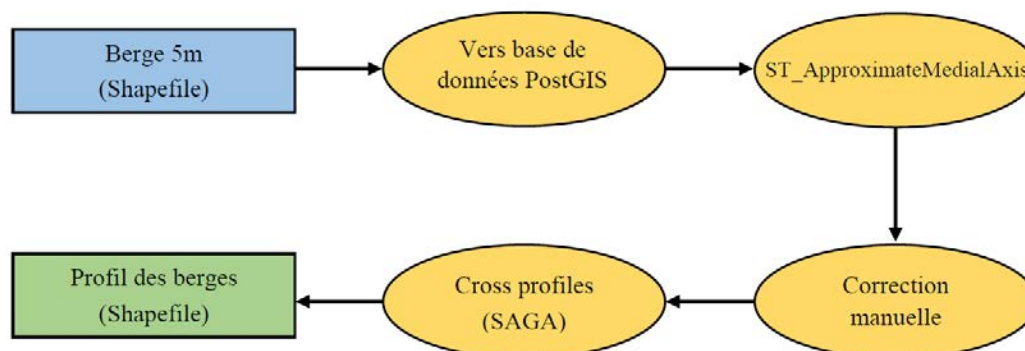 Berge 5m
(Shapefile)
Vers base de
données PostGIS
ST_ApproximateMedialAxis
Profil des berges
(Shapefile)
Cross profiles
(SAGA)
Correction
manuelle